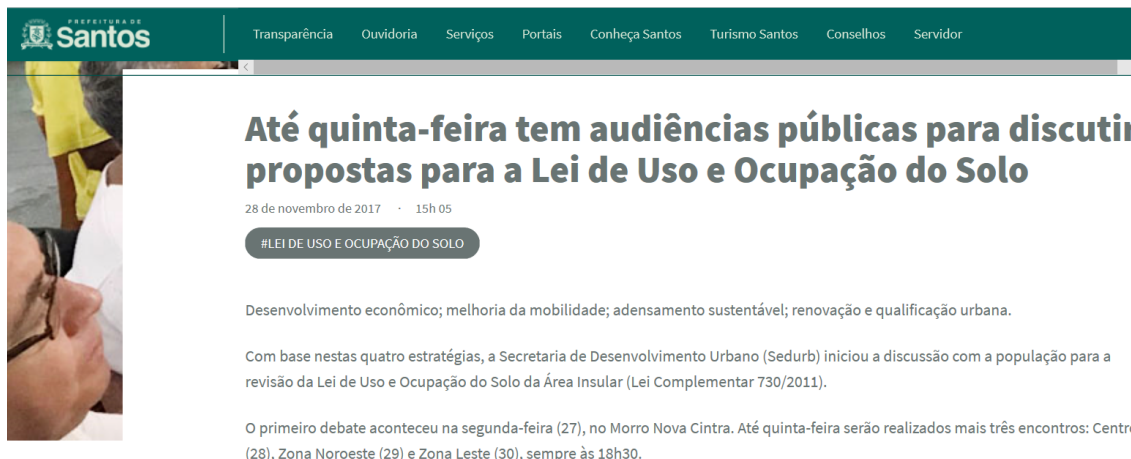 PREFEITURA DE
Santos
Transparência Ouvidoria Serviços Portais Conheça Santos Turismo Santos Conselhos Servidor
Até quinta-feira tem audiências públicas para discutir
propostas para a Lei de Uso e Ocupação do Solo
28 de novembro de 2017 · 15h 05
#LEI DE USO E OCUPAÇÃO DO SOLO
Desenvolvimento econômico; melhoria da mobilidade; adensamento sustentável; renovação e qualificação urbana.
Com base nestas quatro estratégias, a Secretaria de Desenvolvimento Urbano (Sedurb) iniciou a discussão com a população para a
revisão da Lei de Uso e Ocupação do Solo da Área Insular (Lei Complementar 730/2011).
O primeiro debate aconteceu na segunda-feira (27), no Morro Nova Cintra. Até quinta-feira serão realizados mais três encontros: Centro
(28), Zona Noroeste (29) e Zona Leste (30), sempre às 18h30.